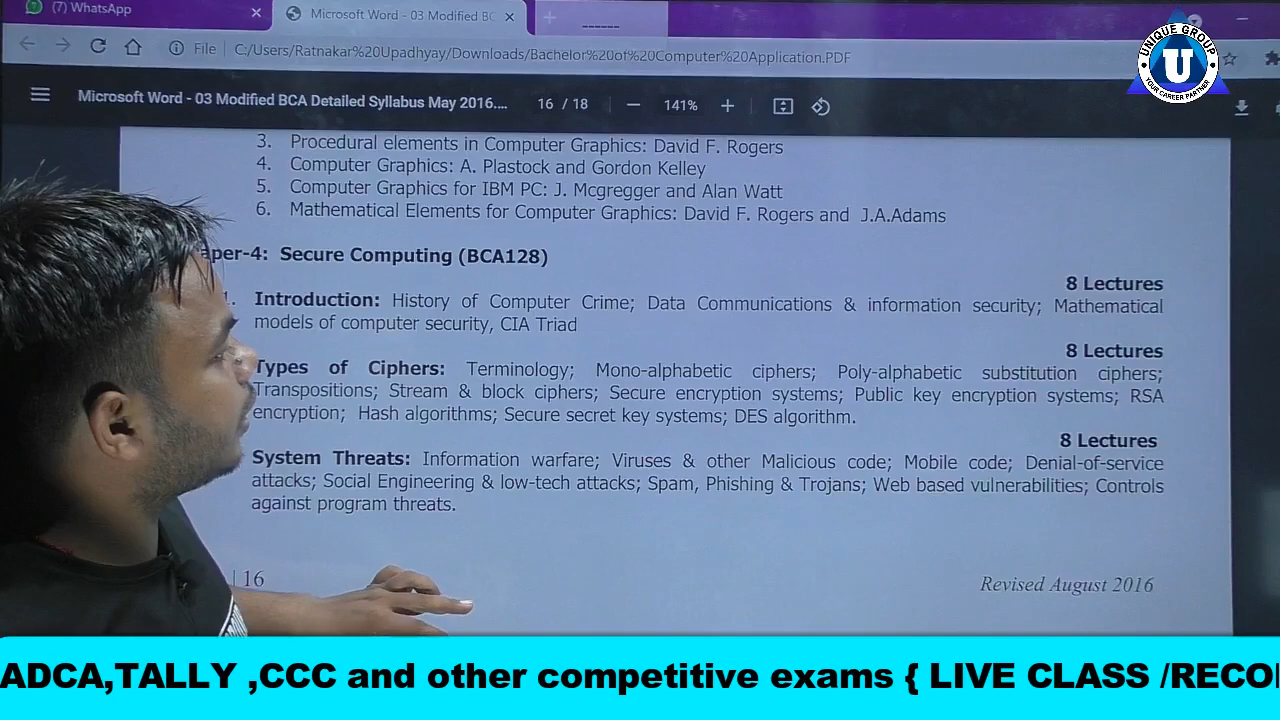 (7) WhatsApp
Microsoft Word - 03 Modified BC
File | C:/Users/Ratnakar%20Upadhyay/Downloads/Bachelor%20of%20Computer%20Application.PDF
UNIQUE GROUP
U
YOUR CAREER PARTNER
Microsoft Word - 03 Modified BCA Detailed Syllabus May 2016.... 16 / 18 — 141% +
3. Procedural elements in Computer Graphics: David F. Rogers
4. Computer Graphics: A. Plastock and Gordon Kelley
5. Computer Graphics for IBM PC: J. Mcgregger and Alan Watt
6. Mathematical Elements for Computer Graphics: David F. Rogers and J.A.Adams
aper-4: Secure Computing (BCA128)
8 Lectures
1. Introduction: History of Computer Crime; Data Communications & information security; Mathematical
models of computer security, CIA Triad
8 Lectures
Types of Ciphers: Terminology; Mono-alphabetic ciphers; Poly-alphabetic substitution ciphers;
Transpositions; Stream & block ciphers; Secure encryption systems; Public key encryption systems; RSA
encryption; Hash algorithms; Secure secret key systems; DES algorithm.
8 Lectures
System Threats: Information warfare; Viruses & other Malicious code; Mobile code; Denial-of-service
attacks; Social Engineering & low-tech attacks; Spam, Phishing & Trojans; Web based vulnerabilities; Controls
against program threats.
| 16
Revised August 2016
ADCA,TALLY ,CCC and other competitive exams { LIVE CLASS /RECO